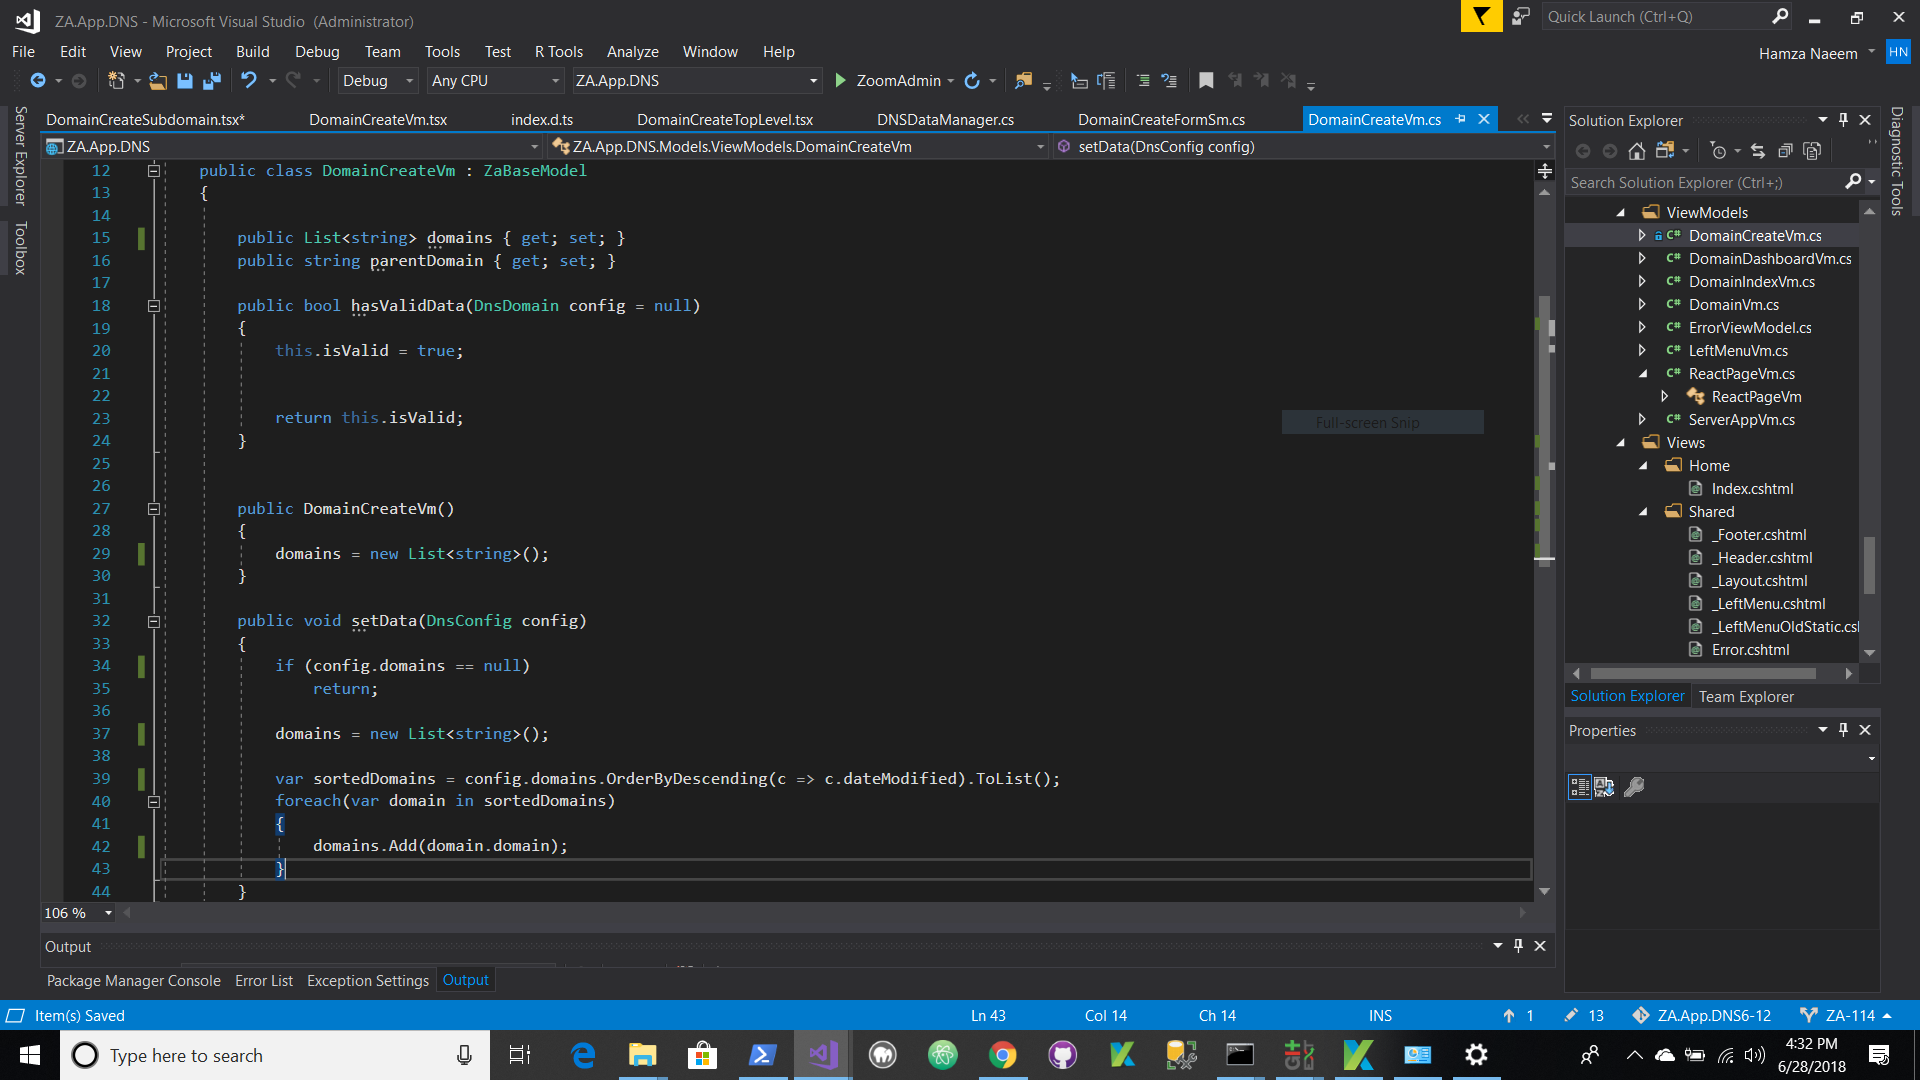 ZA.App.DNS - Microsoft Visual Studio (Administrator)
Quick Launch (Ctrl+Q)
File Edit View Project Build Debug Team Tools Test R Tools Analyze Window Help
Hamza Naeem HN
Debug Any CPU ZA.App.DNS ZoomAdmin
Server Explorer
Toolbox
DomainCreateSubdomain.tsx* DomainCreateVm.tsx index.d.ts DomainCreateTopLevel.tsx DNSDataManager.cs DomainCreateFormSm.cs DomainCreateVm.cs
ZA.App.DNS ZA.App.DNS.Models.ViewModels.DomainCreateVm setData(DnsConfig config)
12 public class DomainCreateVm : ZaBaseModel
13 {
14
15 public List<string> domains { get; set; }
16 public string parentDomain { get; set; }
17
18 public bool hasValidData(DnsDomain config = null)
19 {
20 this.isValid = true;
21
22
23 return this.isValid;
24 }
25
26
27 public DomainCreateVm()
28 {
29 domains = new List<string>();
30 }
31
32 public void setData(DnsConfig config)
33 {
34 if (config.domains == null)
35 return;
36
37 domains = new List<string>();
38
39 var sortedDomains = config.domains.OrderByDescending(c => c.dateModified).ToList();
40 foreach(var domain in sortedDomains)
41 {
42 domains.Add(domain.domain);
43 }
44 }
Full-screen Snip
106 %
Output
Package Manager Console Error List Exception Settings Output
Solution Explorer
Search Solution Explorer (Ctrl+;)
ViewModels
C# DomainCreateVm.cs
C# DomainDashboardVm.cs
C# DomainIndexVm.cs
C# DomainVm.cs
C# ErrorViewModel.cs
C# LeftMenuVm.cs
C# ReactPageVm.cs
ReactPageVm
C# ServerAppVm.cs
Views
Home
Index.cshtml
Shared
_Footer.cshtml
_Header.cshtml
_Layout.cshtml
_LeftMenu.cshtml
_LeftMenuOldStatic.csl
Error.cshtml
Solution Explorer Team Explorer
Properties
Diagnostic Tools
Item(s) Saved Ln 43 Col 14 Ch 14 INS 1 13 ZA.App.DNS6-12 ZA-114
Type here to search
4:32 PM
6/28/2018